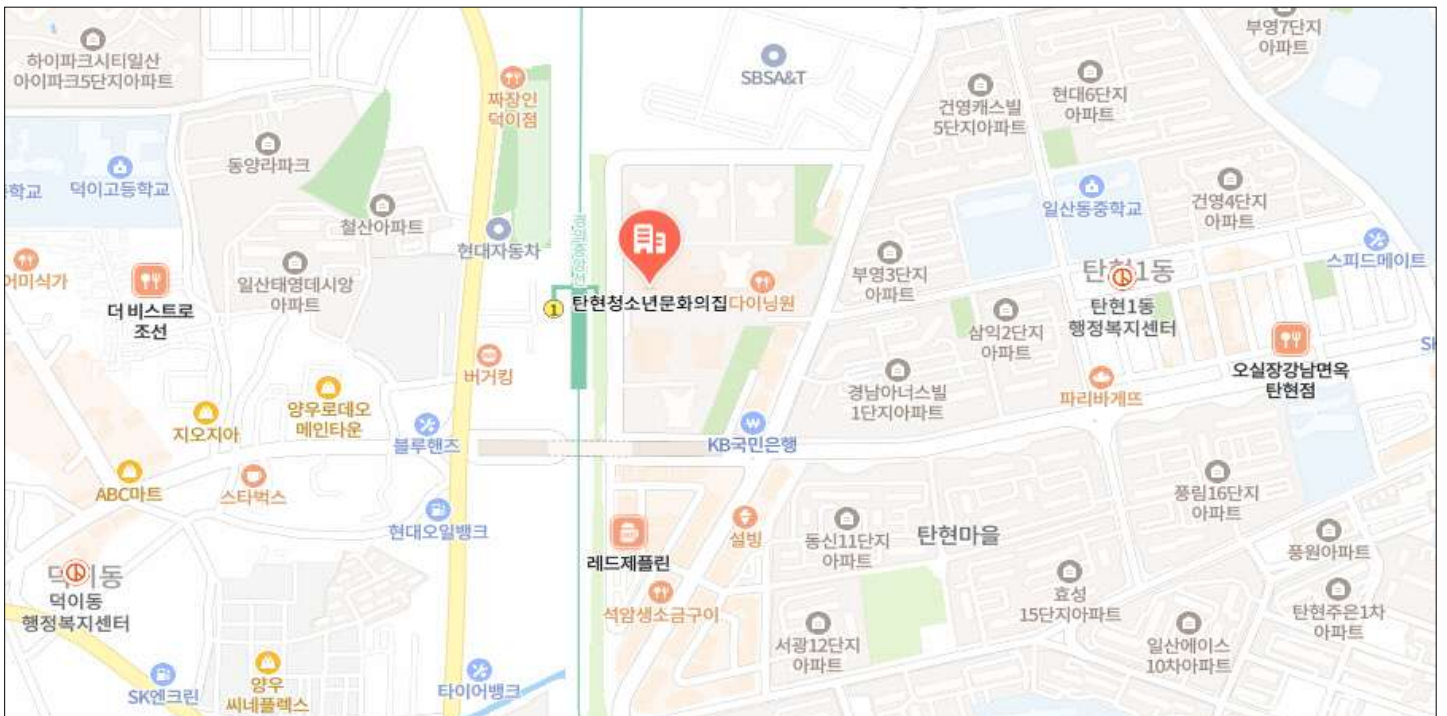 하이파크시티일산
아이파크5단지아파트
짜장인
덕이점
SBSA&T
부영7단지
아파트
건영캐스빌
5단지아파트
현대6단지
아파트
동양라파크
학교
덕이고등학교
철산아파트
현대자동차
경의중앙선
일산동중학교
건영4단지
아파트
스피드메이트
어미식가
더 비스트로
조선
일산태영데시앙
아파트
1
탄현청소년문화의집
다이닝원
부영3단지
아파트
탄현1동
탄현1동
행정복지센터
삼익2단지
아파트
오실장강남면옥
탄현점
버거킹
경남아너스빌
1단지아파트
파리바게뜨
지오지아
양우로데오
메인타운
블루핸즈
KB국민은행
ABC마트
스타벅스
현대오일뱅크
레드제플린
설빙
동신11단지
아파트
탄현마을
풍림16단지
아파트
풍원아파트
덕이동
덕이동
행정복지센터
석암생소금구이
효성
15단지아파트
탄현주은1차
아파트
서광12단지
아파트
일산에이스
10차아파트
SK엔크린
양우
씨네플렉스
타이어뱅크